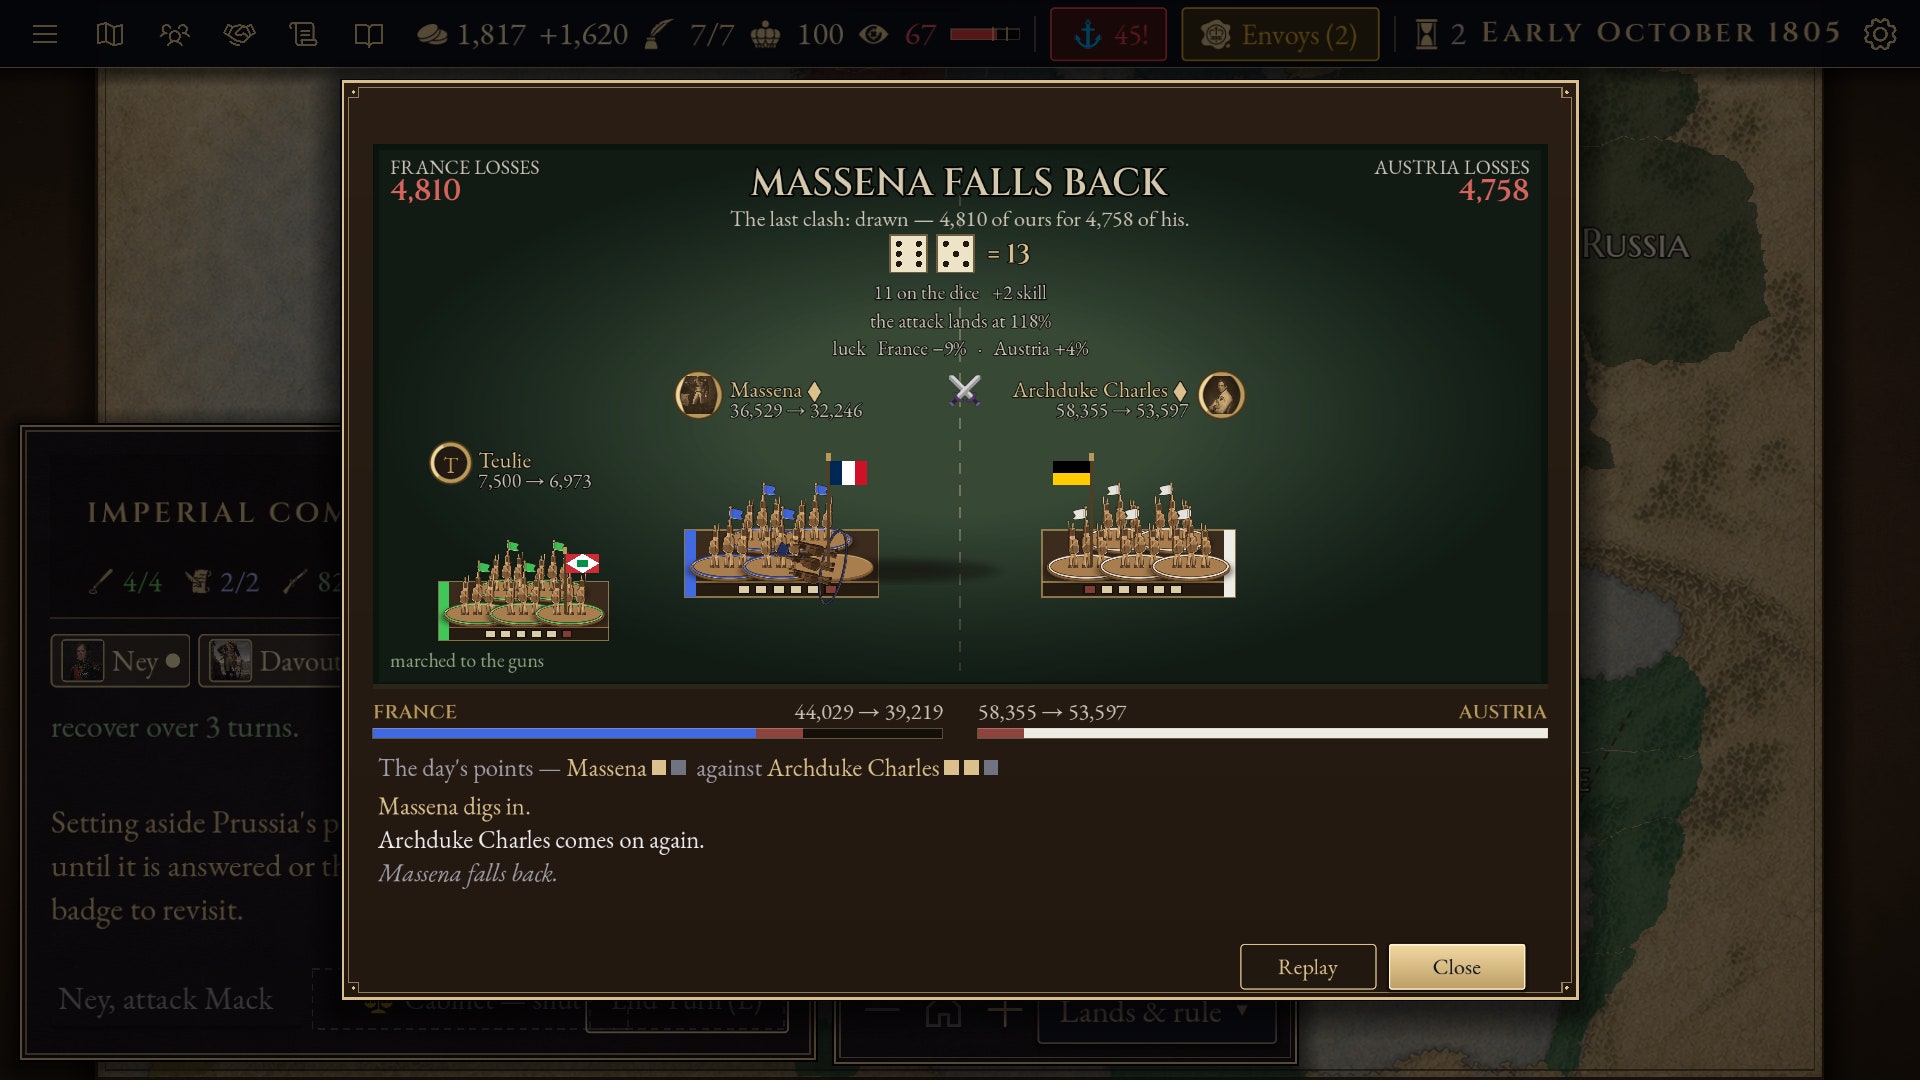 1,817 +1,620 7/7 100 67 45! Envoys (2) 2 EARLY OCTOBER 1805
FRANCE LOSSES
4,810
MASSENA FALLS BACK
AUSTRIA LOSSES
4,758
The last clash: drawn — 4,810 of ours for 4,758 of his.
= 13
11 on the dice +2 skill
the attack lands at 118%
luck France −9% · Austria +4%
Massena
36,529 → 32,246
Archduke Charles
58,355 → 53,597
T Teulie
7,500 → 6,973
marched to the guns
FRANCE 44,029 → 39,219 58,355 → 53,597 AUSTRIA
The day's points — Massena against Archduke Charles
Massena digs in.
Archduke Charles comes on again.
Massena falls back.
Replay Close
RUSSIA
IMPERIAL COM
4/4 2/2 82
Ney Davout
recover over 3 turns.
Setting aside Prussia's p
until it is answered or th
badge to revisit.
Ney, attack Mack
Cabinet — End Turn (E)
Lands & rule